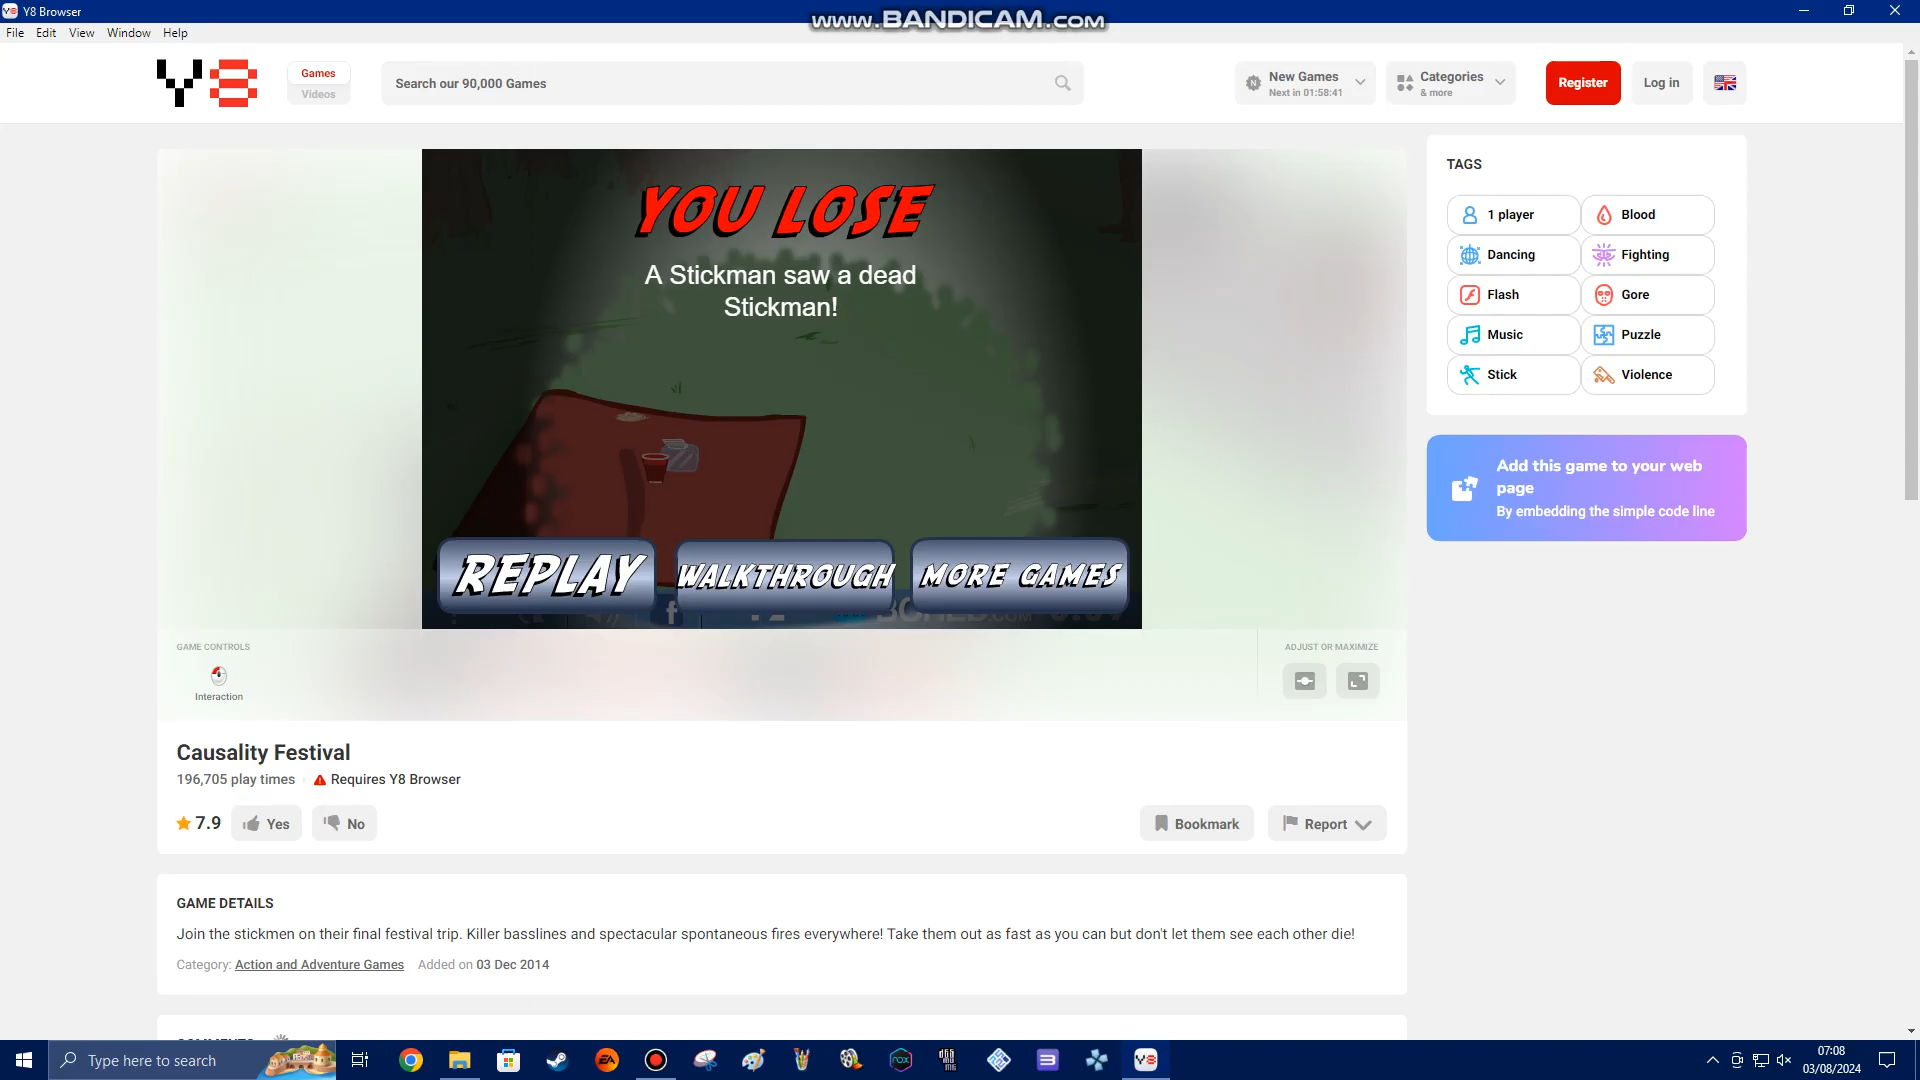 Y8 Browser
www.BANDICAM.com
File Edit View Window Help
Y8
Games
Videos
Search our 90,000 Games
New Games
Next in 01:58:41
Categories
& more
Register
Log in
YOU LOSE
A Stickman saw a dead
Stickman!
REPLAY
WALKTHROUGH
MORE GAMES
TAGS
1 player
Blood
Dancing
Fighting
Flash
Gore
Music
Puzzle
Stick
Violence
Add this game to your web
page
By embedding the simple code line
GAME CONTROLS
Interaction
ADJUST OR MAXIMIZE
Causality Festival
196,705 play times
Requires Y8 Browser
7.9
Yes
No
Bookmark
Report
GAME DETAILS
Join the stickmen on their final festival trip. Killer basslines and spectacular spontaneous fires everywhere! Take them out as fast as you can but don't let them see each other die!
Category: Action and Adventure Games Added on 03 Dec 2014
Type here to search
07:08
03/08/2024